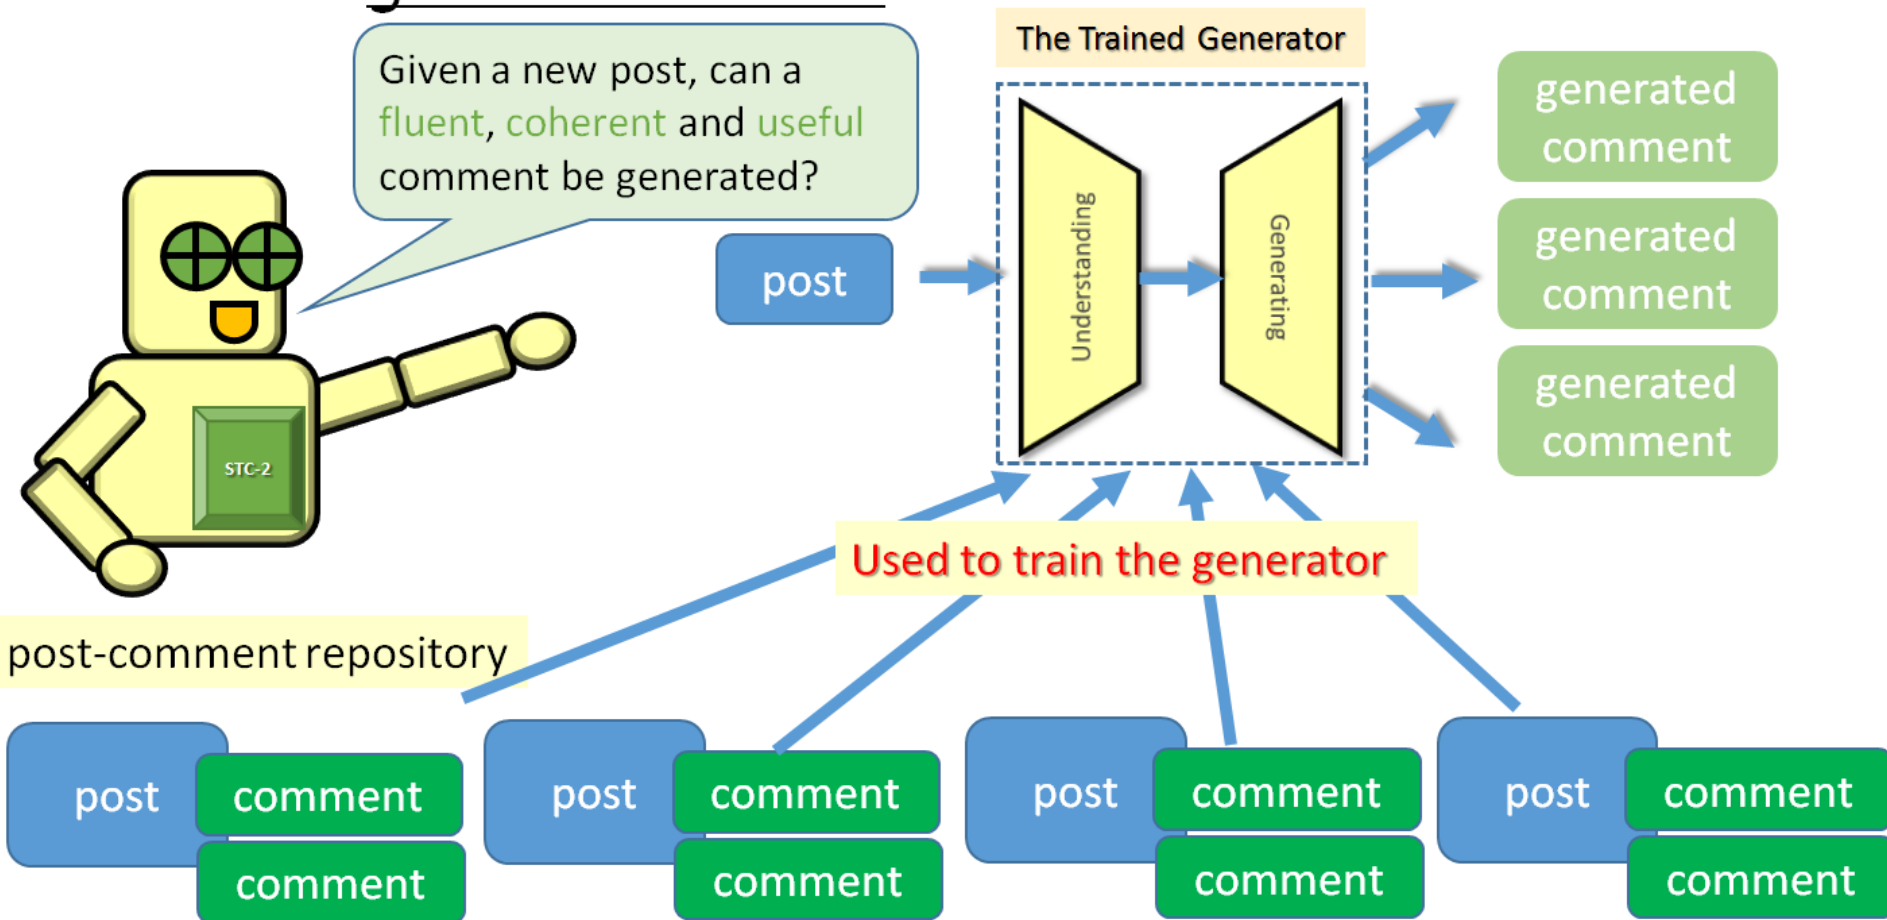 Given a new post, can a
fluent, coherent and useful
comment be generated?
The Trained Generator
post
Understanding
Generating
generated
comment
generated
comment
generated
comment
STC-2
Used to train the generator
post-comment repository
post
comment
comment
post
comment
comment
post
comment
comment
post
comment
comment